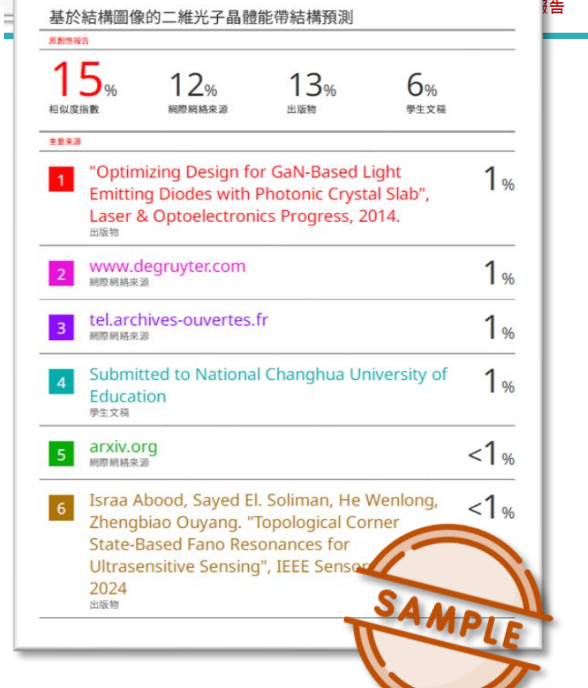 報告
基於結構圖像的二維光子晶體能帶結構預測
原創性報告
15% 12% 13% 6%
相似度指數 網際網絡來源 出版物 學生文稿
主要來源
1 "Optimizing Design for GaN-Based Light 1%
Emitting Diodes with Photonic Crystal Slab",
Laser & Optoelectronics Progress, 2014.
出版物
2 www.degruyter.com 1%
網際網絡來源
3 tel.archives-ouvertes.fr 1%
網際網絡來源
4 Submitted to National Changhua University of 1%
Education
學生文稿
5 arxiv.org <1%
網際網絡來源
6 Israa Abood, Sayed El. Soliman, He Wenlong, <1%
Zhengbiao Ouyang. "Topological Corner
State-Based Fano Resonances for
Ultrasensitive Sensing", IEEE
2024
出版物
SAMPLE